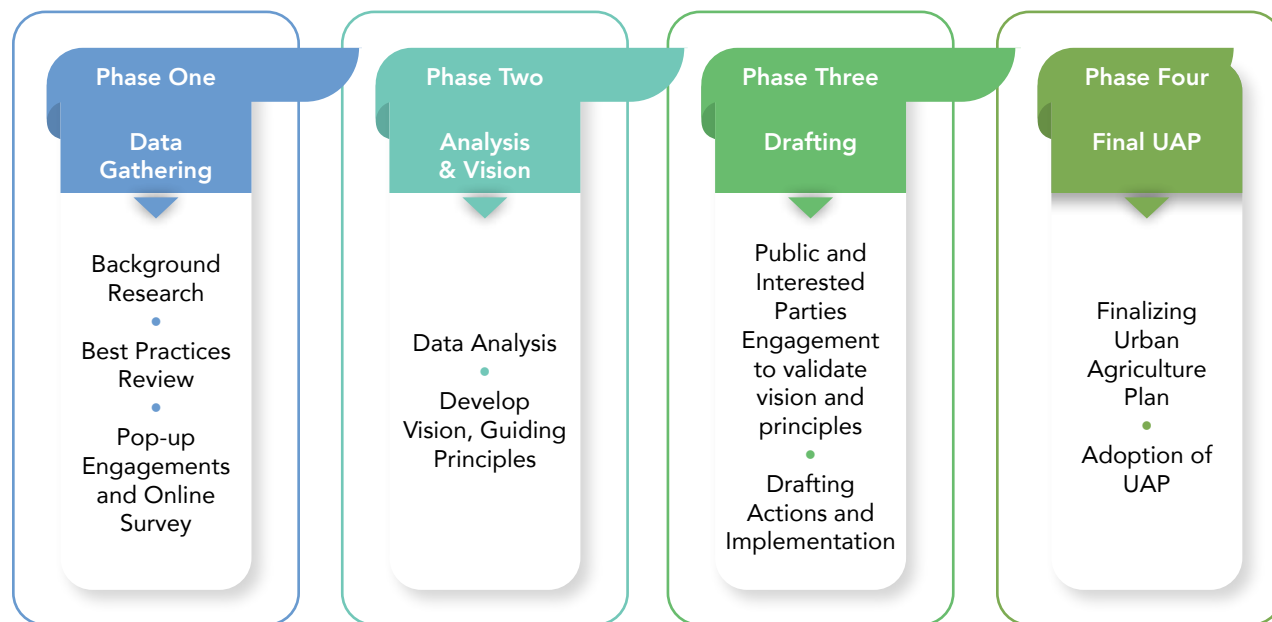 Phase One
Data
Gathering
Background
Research
•
Best Practices
Review
•
Pop-up
Engagements
and Online
Survey
Phase Two
Analysis
& Vision
Data Analysis
•
Develop
Vision, Guiding
Principles
Phase Three
Drafting
Public and
Interested
Parties
Engagement
to validate
vision and
principles
•
Drafting
Actions and
Implementation
Phase Four
Final UAP
Finalizing
Urban
Agriculture
Plan
•
Adoption of
UAP